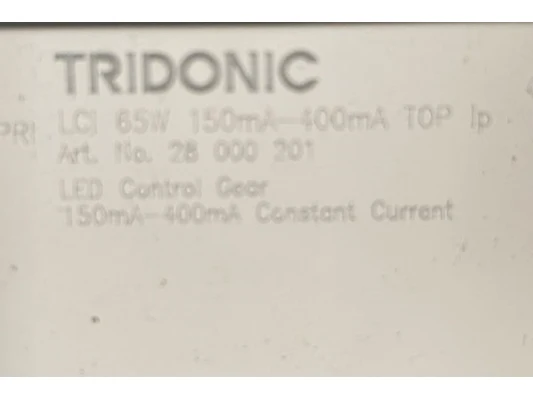 TRIDONIC
PRI LCI 65W 150mA–400mA TOP lp
Art. No. 28 000 201
LED Control Gear
150mA–400mA Constant Current